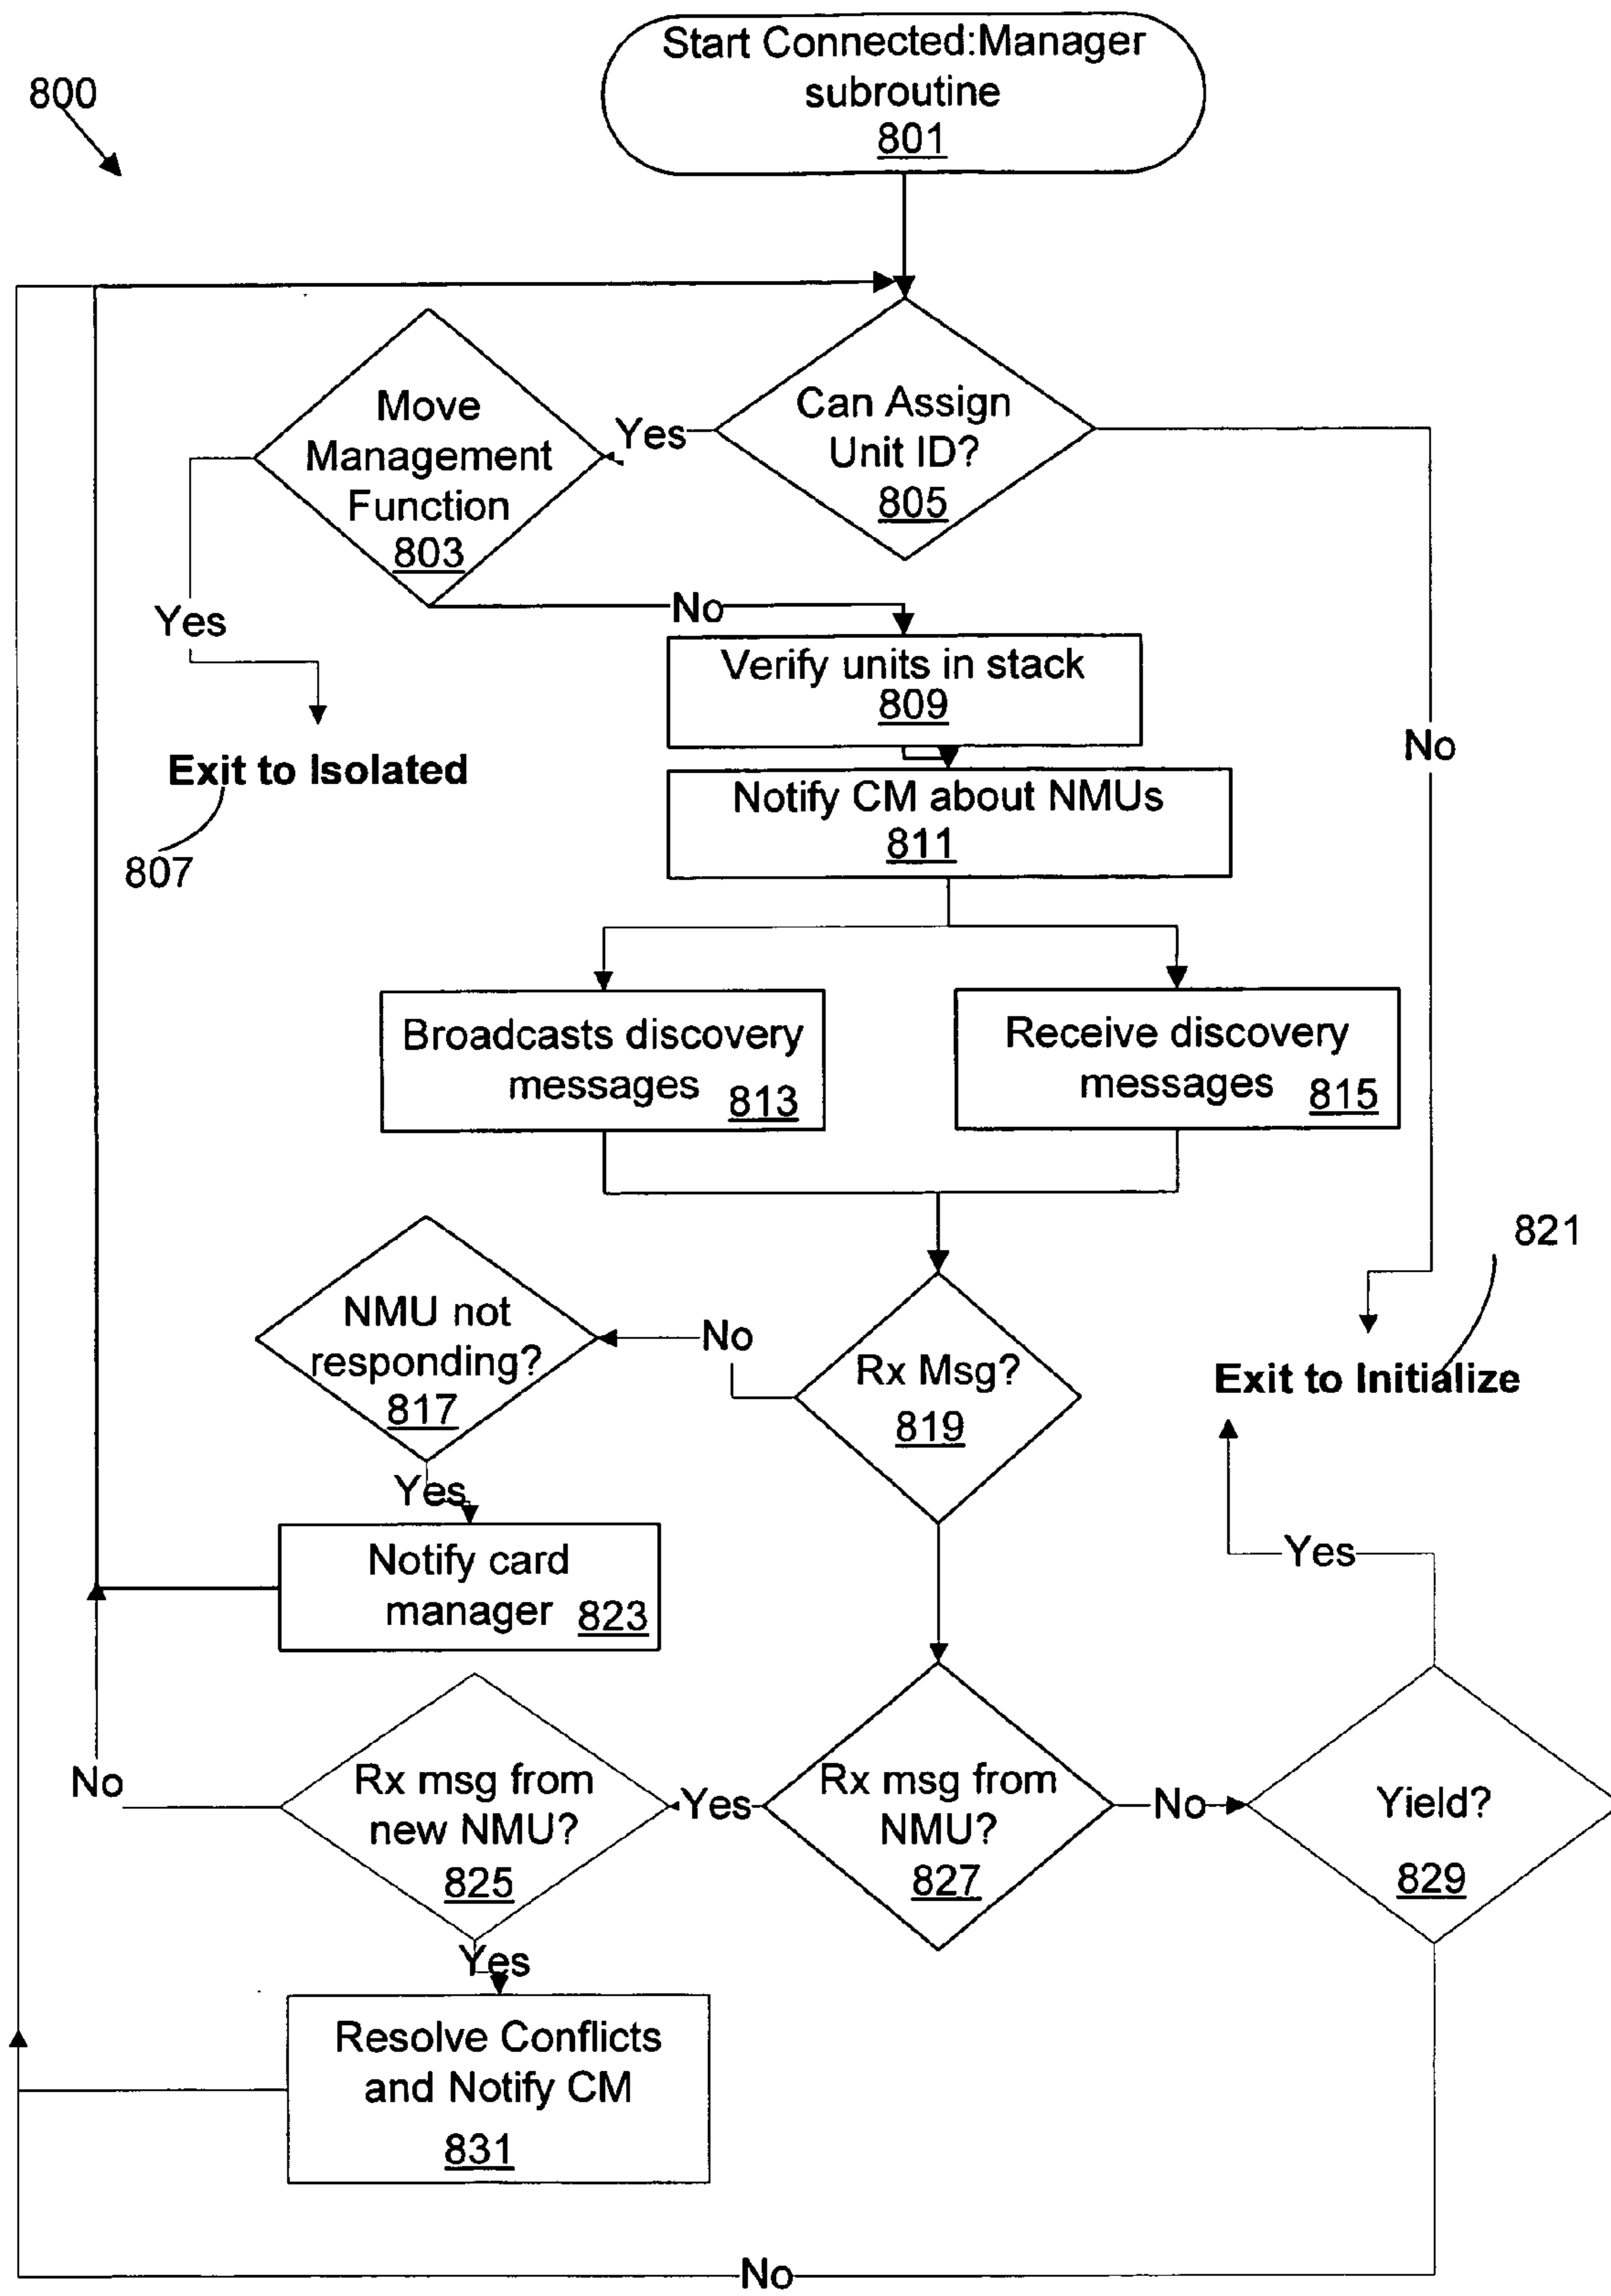 Start Connected:Manager
subroutine
801
800
Can Assign
Unit ID?
805
Yes
Move
Management
Function
803
No
Yes
Verify units in stack
809
No
Exit to Isolated
807
Notify CM about NMUs
811
Broadcasts discovery
messages 813
Receive discovery
messages 815
821
NMU not
responding?
817
No
Rx Msg?
819
Exit to Initialize
Yes
Notify card
manager 823
Yes
No
Rx msg from
new NMU?
825
Yes
Rx msg from
NMU?
827
No
Yield?
829
Yes
Resolve Conflicts
and Notify CM
831
No